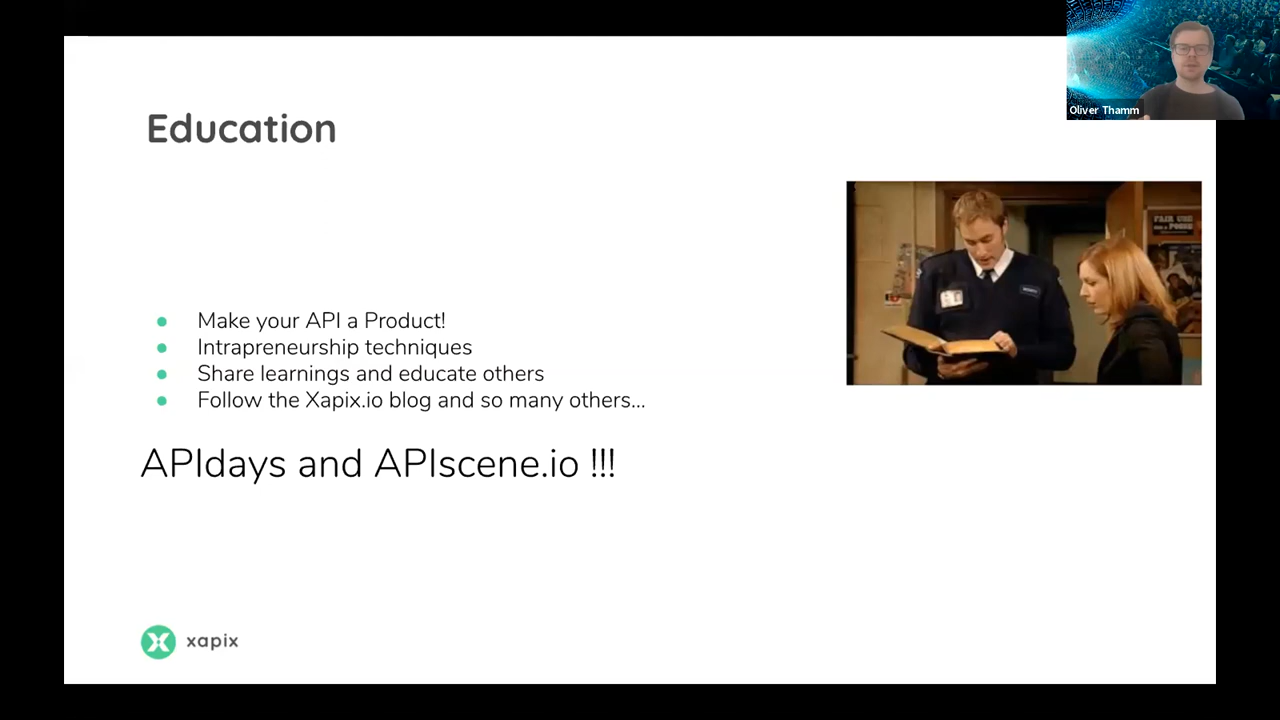 Oliver Thamm
Education
Make your API a Product!
Intrapreneurship techniques
Share learnings and educate others
Follow the Xapix.io blog and so many others...
APIdays and APIscene.io !!!
xapix